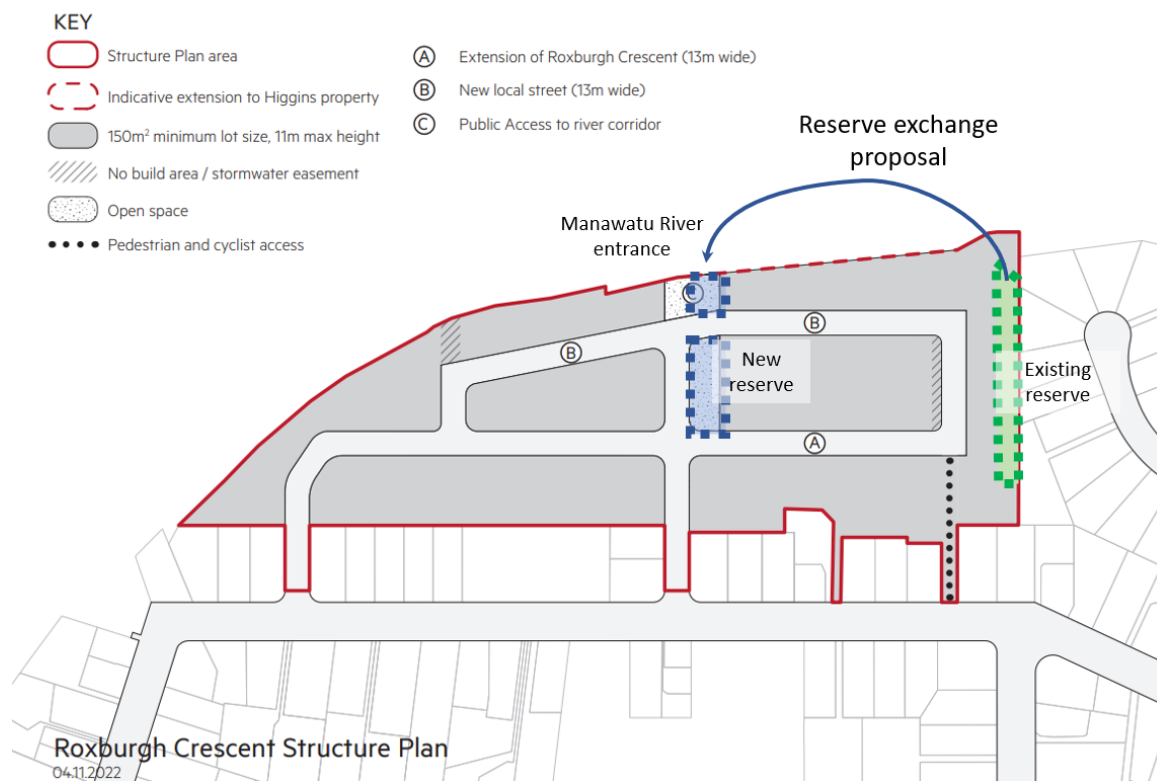 KEY
Structure Plan area
Indicative extension to Higgins property
150m² minimum lot size, 11m max height
No build area / stormwater easement
Open space
Pedestrian and cyclist access
A Extension of Roxburgh Crescent (13m wide)
B New local street (13m wide)
C Public Access to river corridor
Reserve exchange
proposal
Manawatu River
entrance
C
B
B
New
reserve
Existing
reserve
A
Roxburgh Crescent Structure Plan
04.11.2022